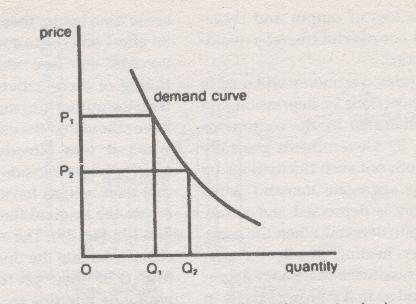 price
demand curve
P₁
P₂
O Q₁ Q₂ quantity